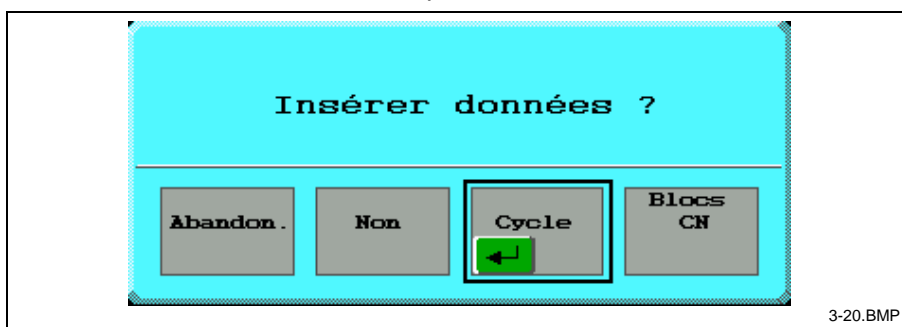 Insérer données ?
Abandon.
Non
Cycle
Blocs
CN
3-20.BMP